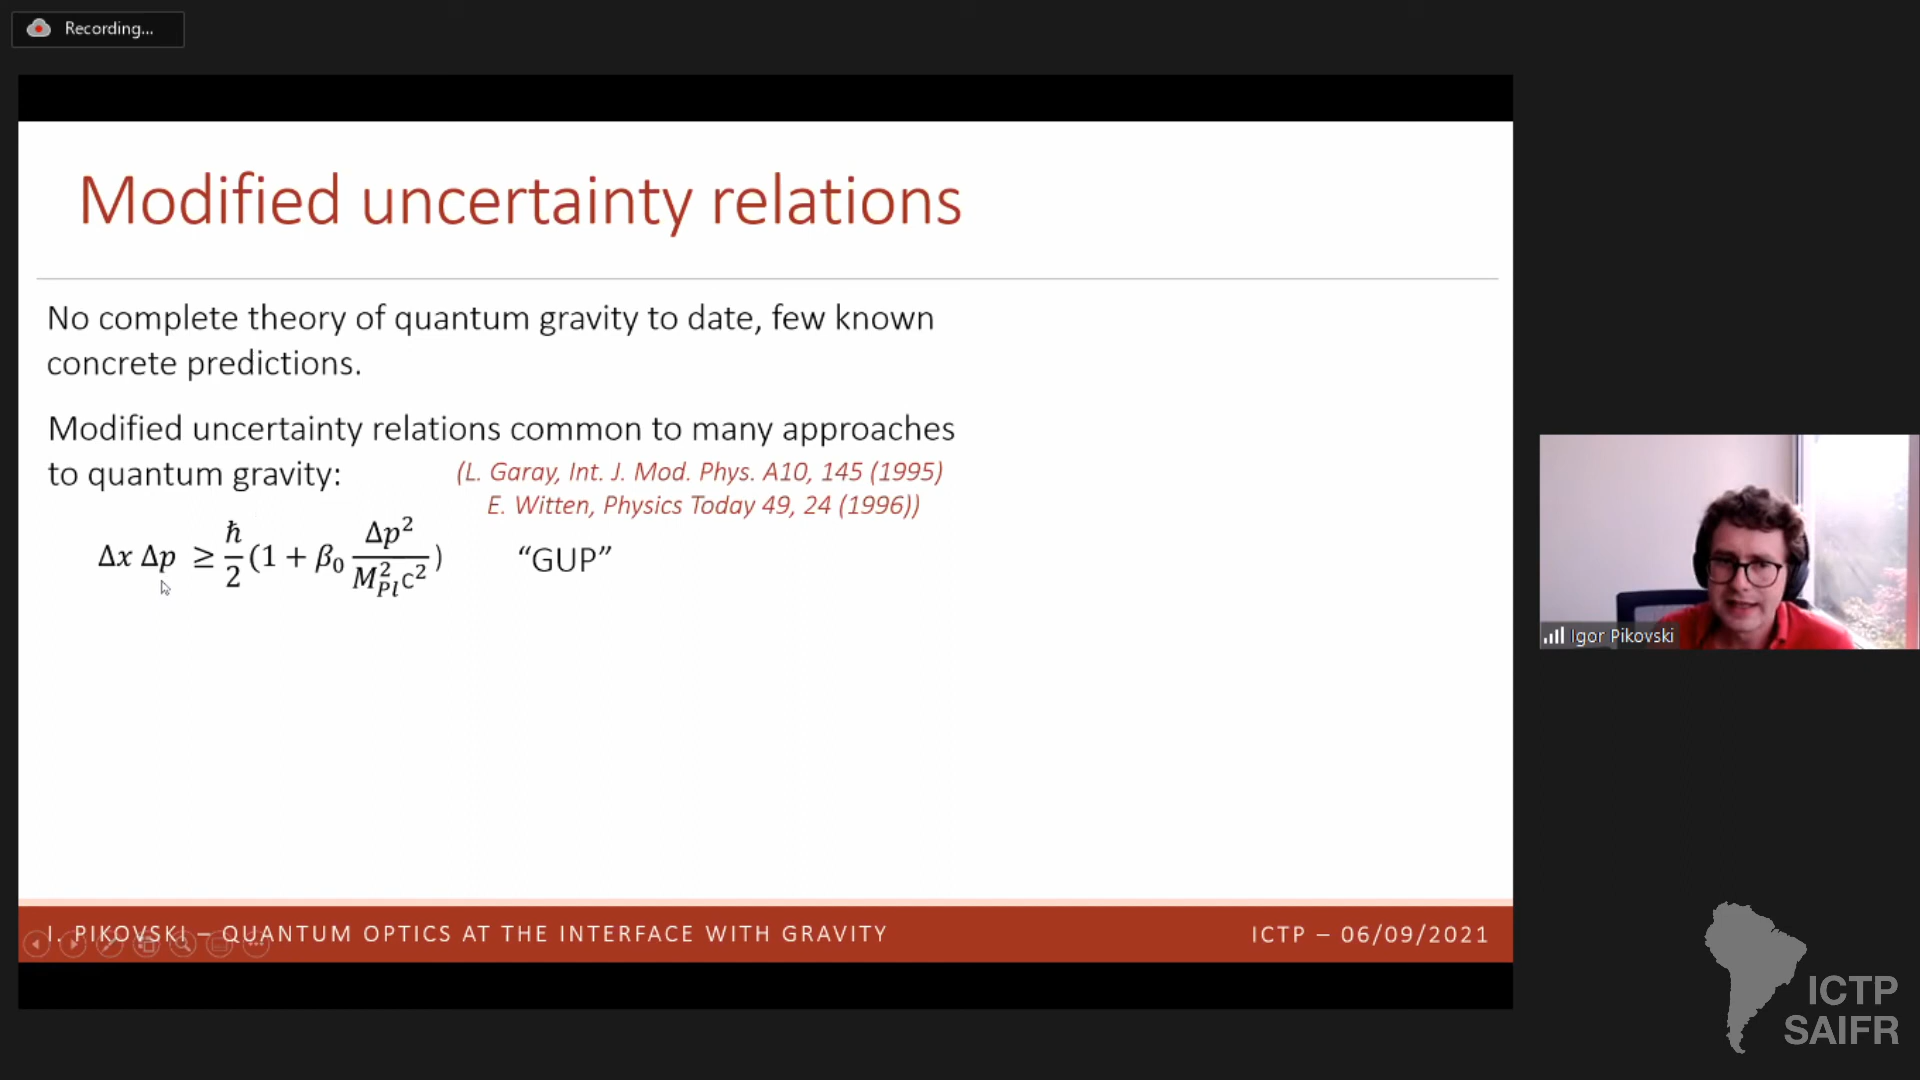 Recording...
Modified uncertainty relations
No complete theory of quantum gravity to date, few known
concrete predictions.
Modified uncertainty relations common to many approaches
to quantum gravity:
(L. Garay, Int. J. Mod. Phys. A10, 145 (1995)
E. Witten, Physics Today 49, 24 (1996))
Δx Δp ≥ ħ/2 (1 + β₀ Δp²/M²_Pl c²)
“GUP”
Igor Pikovski
I. PIKOVSKI – QUANTUM OPTICS AT THE INTERFACE WITH GRAVITY
ICTP – 06/09/2021
ICTP
SAIFR